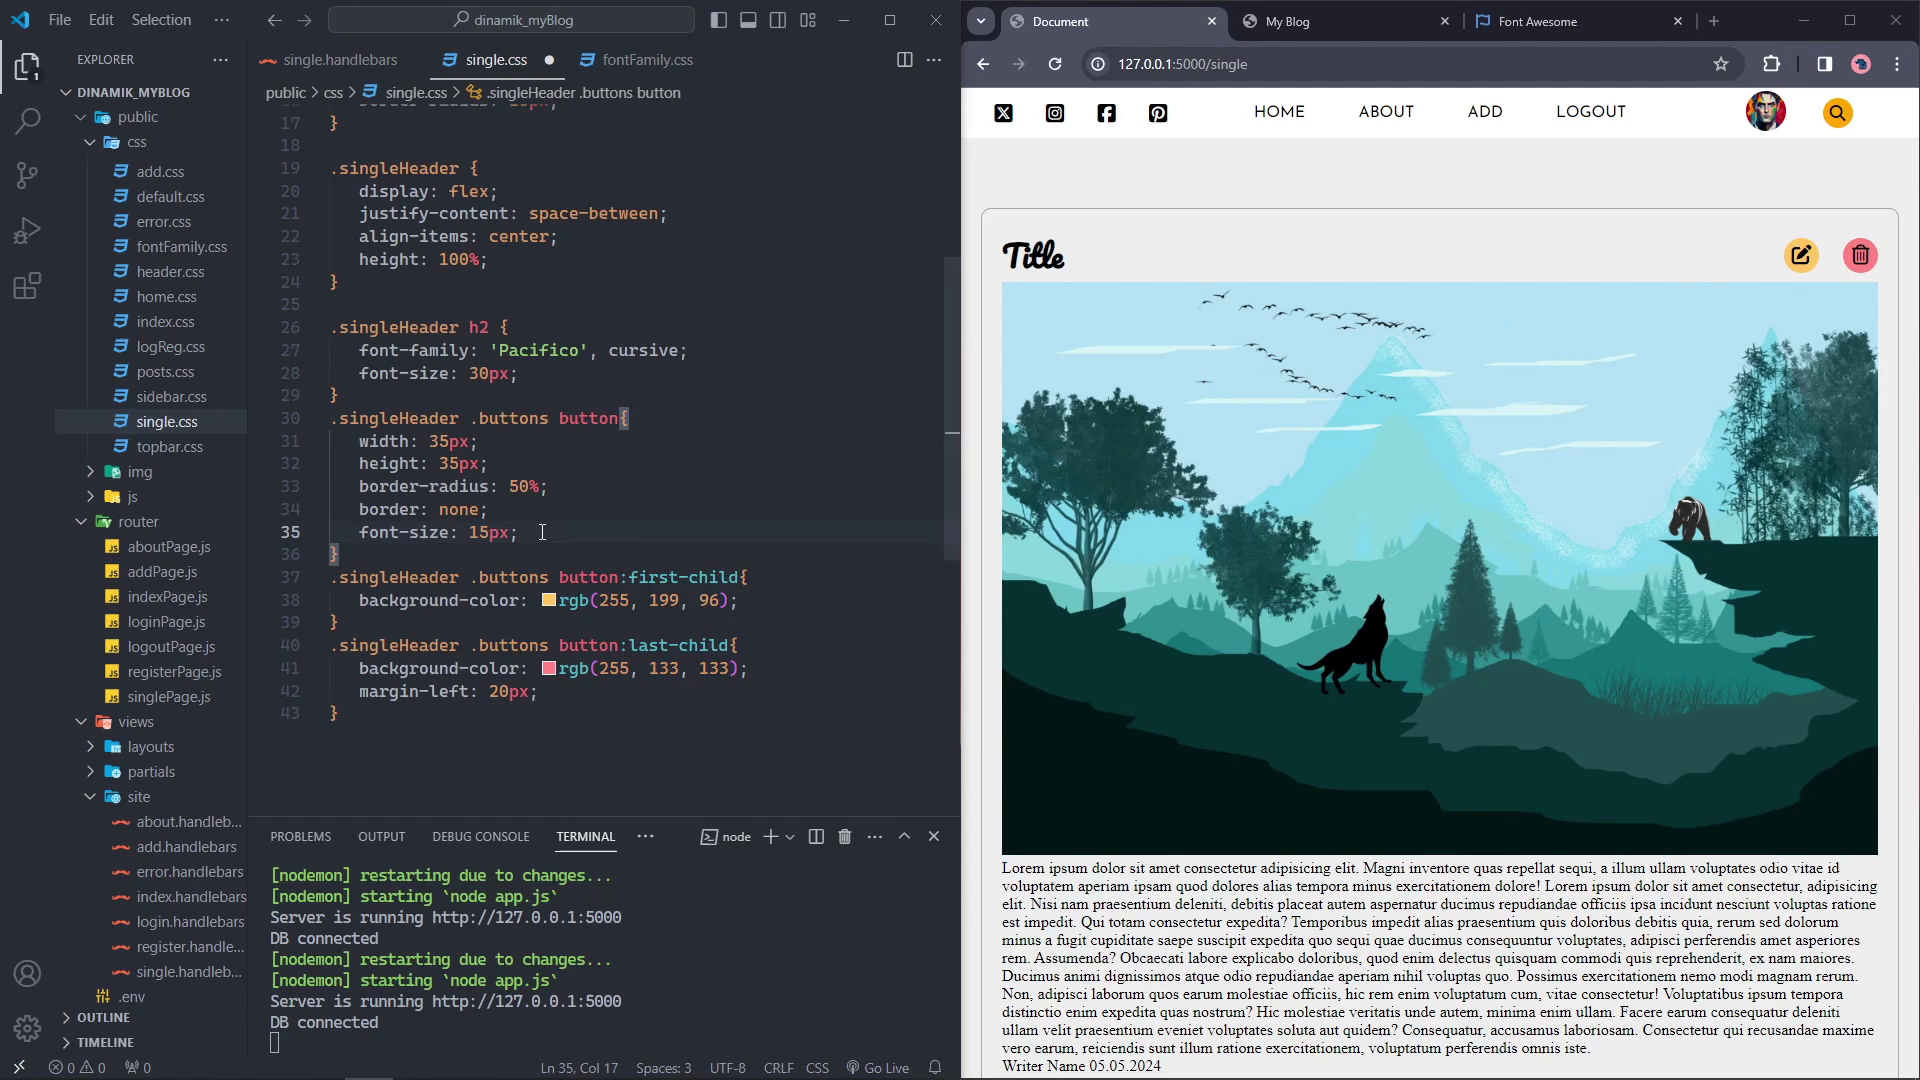 File Edit Selection ···
dinamik_myBlog
EXPLORER ···
DINAMIK_MYBLOG
public
css
add.css
default.css
error.css
fontFamily.css
header.css
home.css
index.css
logReg.css
posts.css
sidebar.css
single.css
topbar.css
img
js
router
aboutPage.js
addPage.js
indexPage.js
loginPage.js
logoutPage.js
registerPage.js
singlePage.js
views
layouts
partials
site
about.handleb...
add.handlebars
error.handlebars
index.handlebars
login.handlebars
register.handle...
single.handleb...
.env
OUTLINE
TIMELINE
single.handlebars single.css fontFamily.css
public > css > single.css > .singleHeader .buttons button
17 }
18
19 .singleHeader {
20 display: flex;
21 justify-content: space-between;
22 align-items: center;
23 height: 100%;
24 }
25
26 .singleHeader h2 {
27 font-family: 'Pacifico', cursive;
28 font-size: 30px;
29 }
30 .singleHeader .buttons button{
31 width: 35px;
32 height: 35px;
33 border-radius: 50%;
34 border: none;
35 font-size: 15px;
36 }
37 .singleHeader .buttons button:first-child{
38 background-color: rgb(255, 199, 96);
39 }
40 .singleHeader .buttons button:last-child{
41 background-color: rgb(255, 133, 133);
42 margin-left: 20px;
43 }
PROBLEMS OUTPUT DEBUG CONSOLE TERMINAL ··· node
[nodemon] restarting due to changes...
[nodemon] starting `node app.js`
Server is running http://127.0.0.1:5000
DB connected
[nodemon] restarting due to changes...
[nodemon] starting `node app.js`
Server is running http://127.0.0.1:5000
DB connected
0 0 0 Ln 35, Col 17 Spaces: 3 UTF-8 CRLF CSS Go Live
Document My Blog Font Awesome
127.0.0.1:5000/single
HOME ABOUT ADD LOGOUT
Title
Lorem ipsum dolor sit amet consectetur adipisicing elit. Magni inventore quas repellat sequi, a illum ullam voluptates odio vitae id
voluptatem aperiam ipsam quod dolores alias tempora minus exercitationem dolore! Lorem ipsum dolor sit amet consectetur, adipisicing
elit. Nisi nam praesentium deleniti, debitis placeat autem aspernatur ducimus repudiandae officiis ipsa incidunt nesciunt voluptas ratione
est impedit. Qui totam consectetur expedita? Temporibus impedit alias praesentium quis doloribus debitis quia, rerum sed dolorum
minus a fugit cupiditate saepe suscipit expedita quo sequi quae ducimus consequuntur voluptates, adipisci perferendis amet asperiores
rem. Assumenda? Obcaecati labore explicabo doloribus, quod enim delectus quisquam commodi quis reprehenderit, ex nam maiores.
Ducimus animi dignissimos atque odio repudiandae aperiam nihil voluptas quo. Possimus exercitationem nemo modi magnam rerum.
Non, adipisci laborum quos earum molestiae officiis, hic rem enim voluptatum cum, vitae consectetur! Voluptatibus ipsum tempora
distinctio enim expedita quas nostrum? Hic molestiae veritatis unde autem, minima enim ullam. Facere earum consequatur deleniti
ullam velit praesentium eveniet voluptates soluta aut quidem? Consequatur, accusamus laboriosam. Consectetur qui recusandae maxime
vero earum, reiciendis sunt illum ratione exercitationem, voluptatum perferendis omnis iste.
Writer Name 05.05.2024